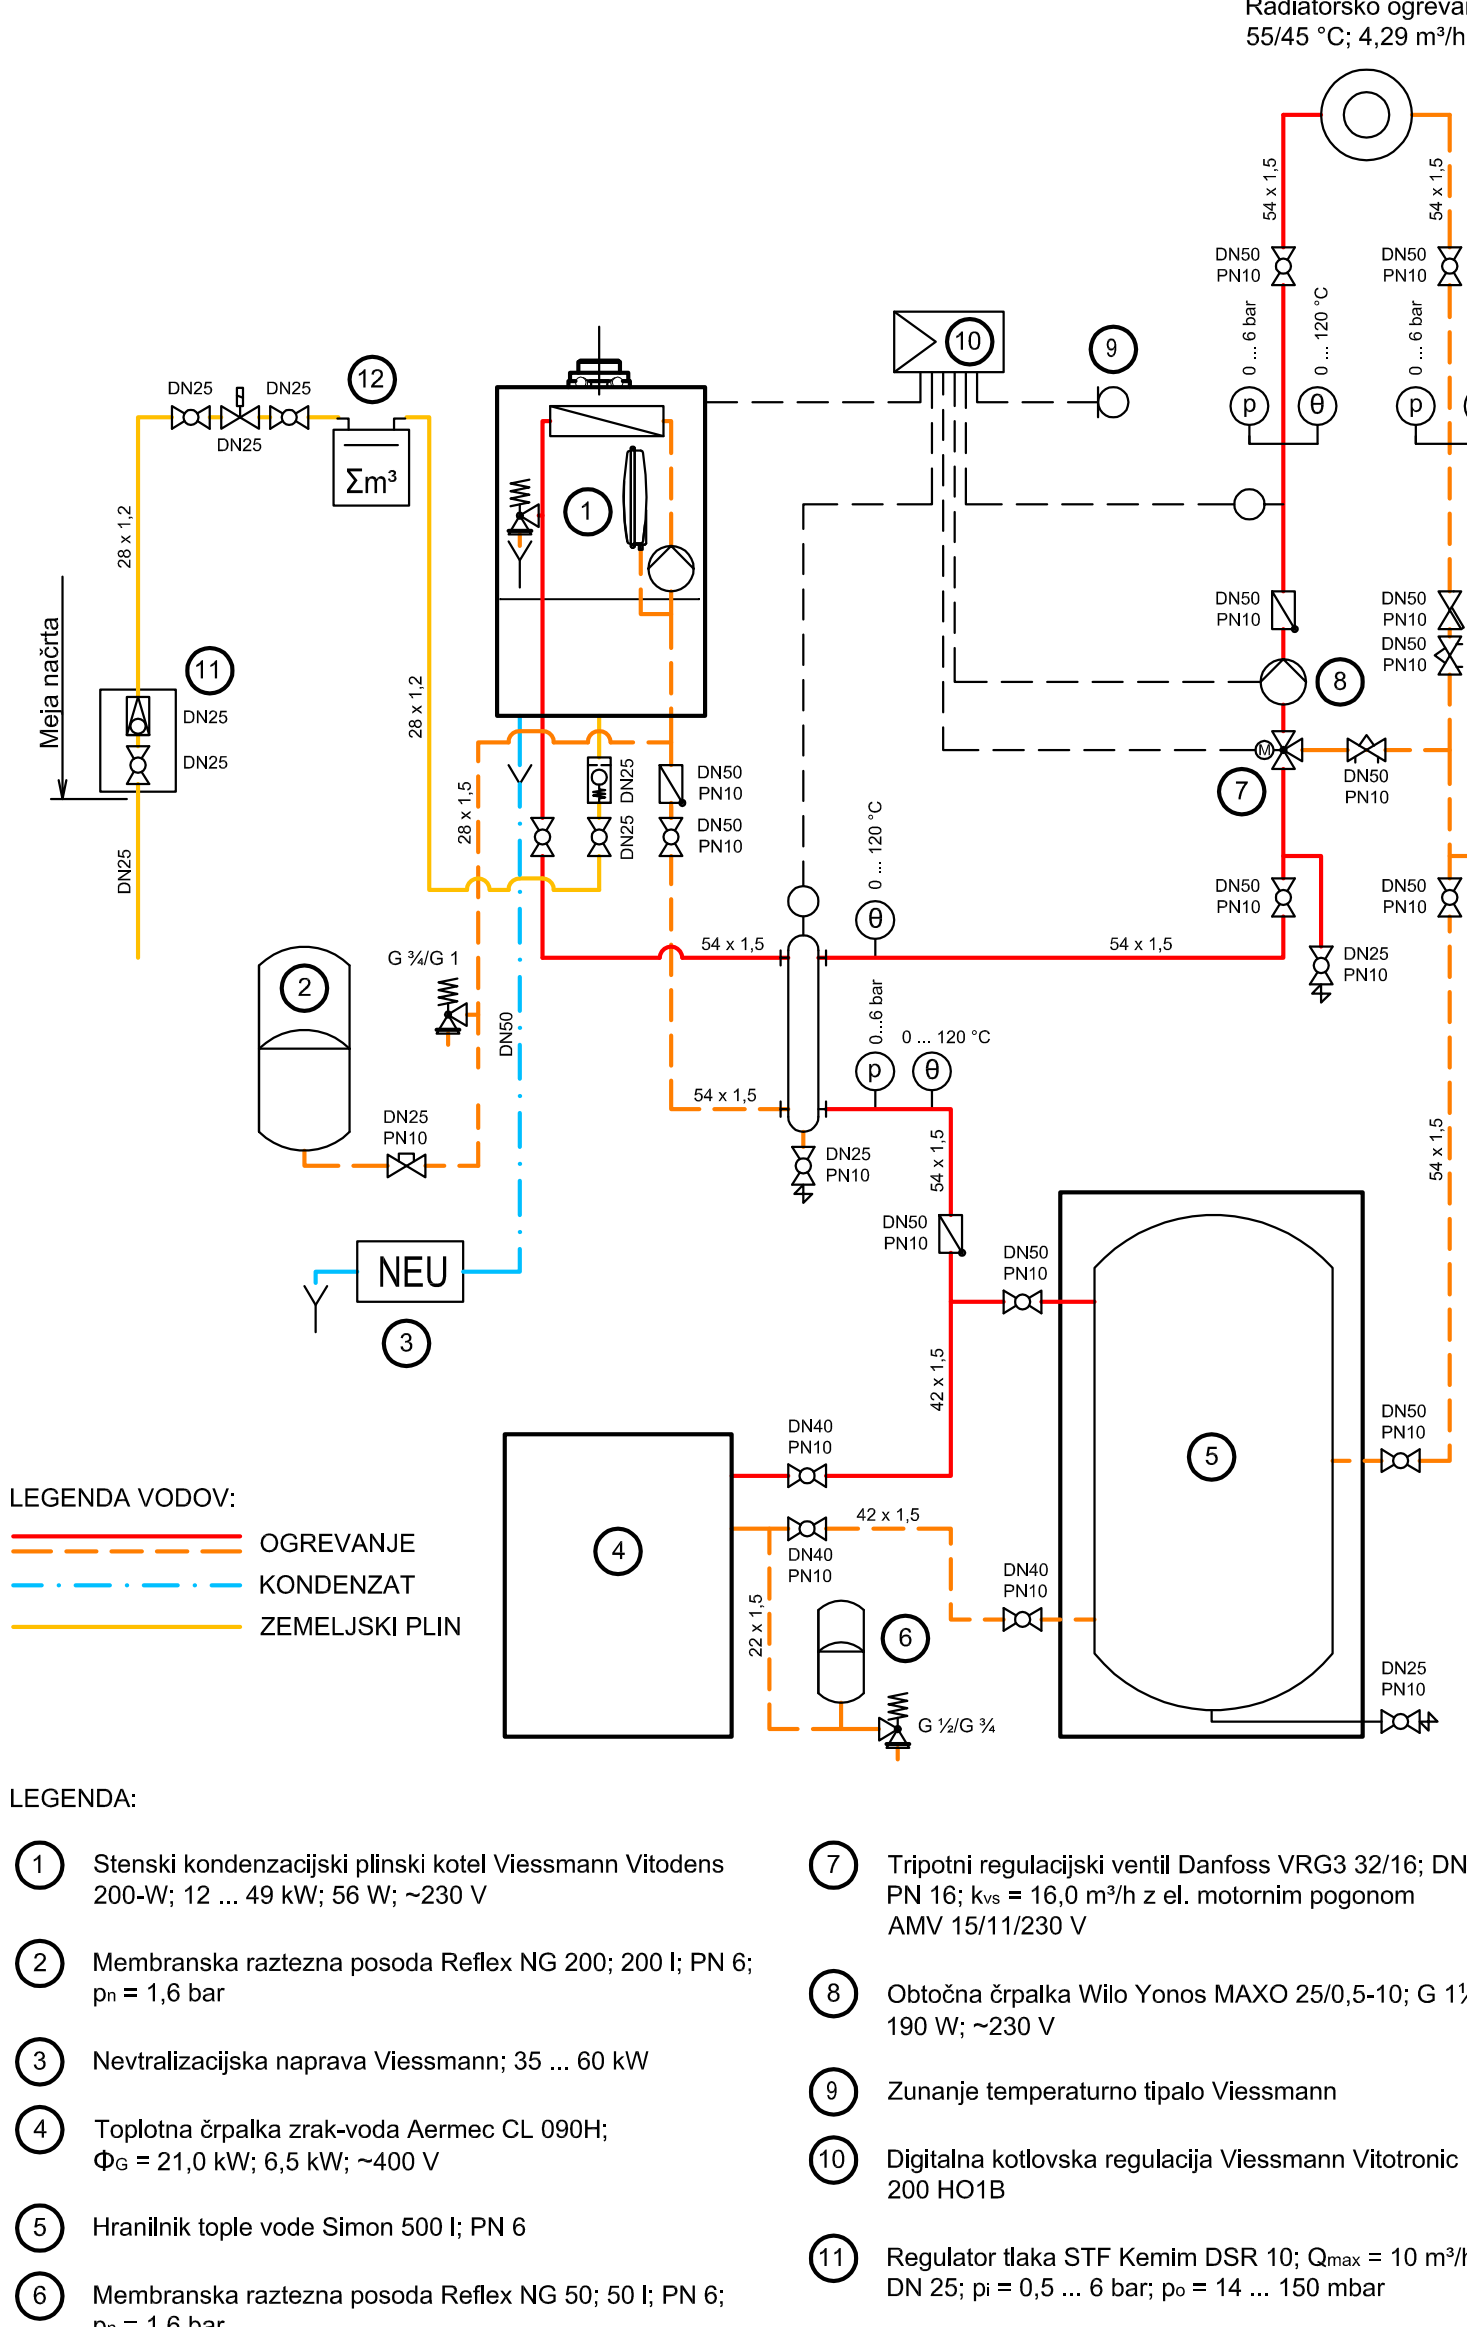 Radiatorsko ogrevan
55/45 °C; 4,29 m³/h
54 x 1,5
54 x 1,5
DN50
PN10
DN50
PN10
0 ... 6 bar
0 ... 120 °C
0 ... 6 bar
p
θ
p
10
9
12
DN25
DN25
DN25
Σm³
28 x 1,2
1
Meja načrta
11
DN25
DN25
DN25
28 x 1,2
28 x 1,5
DN25
DN25
DN50
PN10
DN50
PN10
DN50
PN10
DN50
PN10
DN50
PN10
8
M
7
DN50
PN10
0 ... 120 °C
θ
DN50
PN10
DN50
PN10
54 x 1,5
54 x 1,5
DN25
PN10
2
G ¾/G 1
DN50
0...6 bar
0 ... 120 °C
p
θ
54 x 1,5
DN25
PN10
DN25
PN10
54 x 1,5
54 x 1,5
DN50
PN10
DN50
PN10
NEU
3
42 x 1,5
DN40
PN10
DN50
PN10
5
4
42 x 1,5
DN40
PN10
DN40
PN10
22 x 1,5
6
G ½/G ¾
DN25
PN10
LEGENDA VODOV:
OGREVANJE
KONDENZAT
ZEMELJSKI PLIN
LEGENDA:
1 Stenski kondenzacijski plinski kotel Viessmann Vitodens
200-W; 12 ... 49 kW; 56 W; ~230 V
2 Membranska raztezna posoda Reflex NG 200; 200 l; PN 6;
pn = 1,6 bar
3 Nevtralizacijska naprava Viessmann; 35 ... 60 kW
4 Toplotna črpalka zrak-voda Aermec CL 090H;
ΦG = 21,0 kW; 6,5 kW; ~400 V
5 Hranilnik tople vode Simon 500 l; PN 6
6 Membranska raztezna posoda Reflex NG 50; 50 l; PN 6;
pn = 1,6 bar
7 Tripotni regulacijski ventil Danfoss VRG3 32/16; DN
PN 16; kvs = 16,0 m³/h z el. motornim pogonom
AMV 15/11/230 V
8 Obtočna črpalka Wilo Yonos MAXO 25/0,5-10; G 1½
190 W; ~230 V
9 Zunanje temperaturno tipalo Viessmann
10 Digitalna kotlovska regulacija Viessmann Vitotronic
200 HO1B
11 Regulator tlaka STF Kemim DSR 10; Qmax = 10 m³/h
DN 25; pi = 0,5 ... 6 bar; po = 14 ... 150 mbar